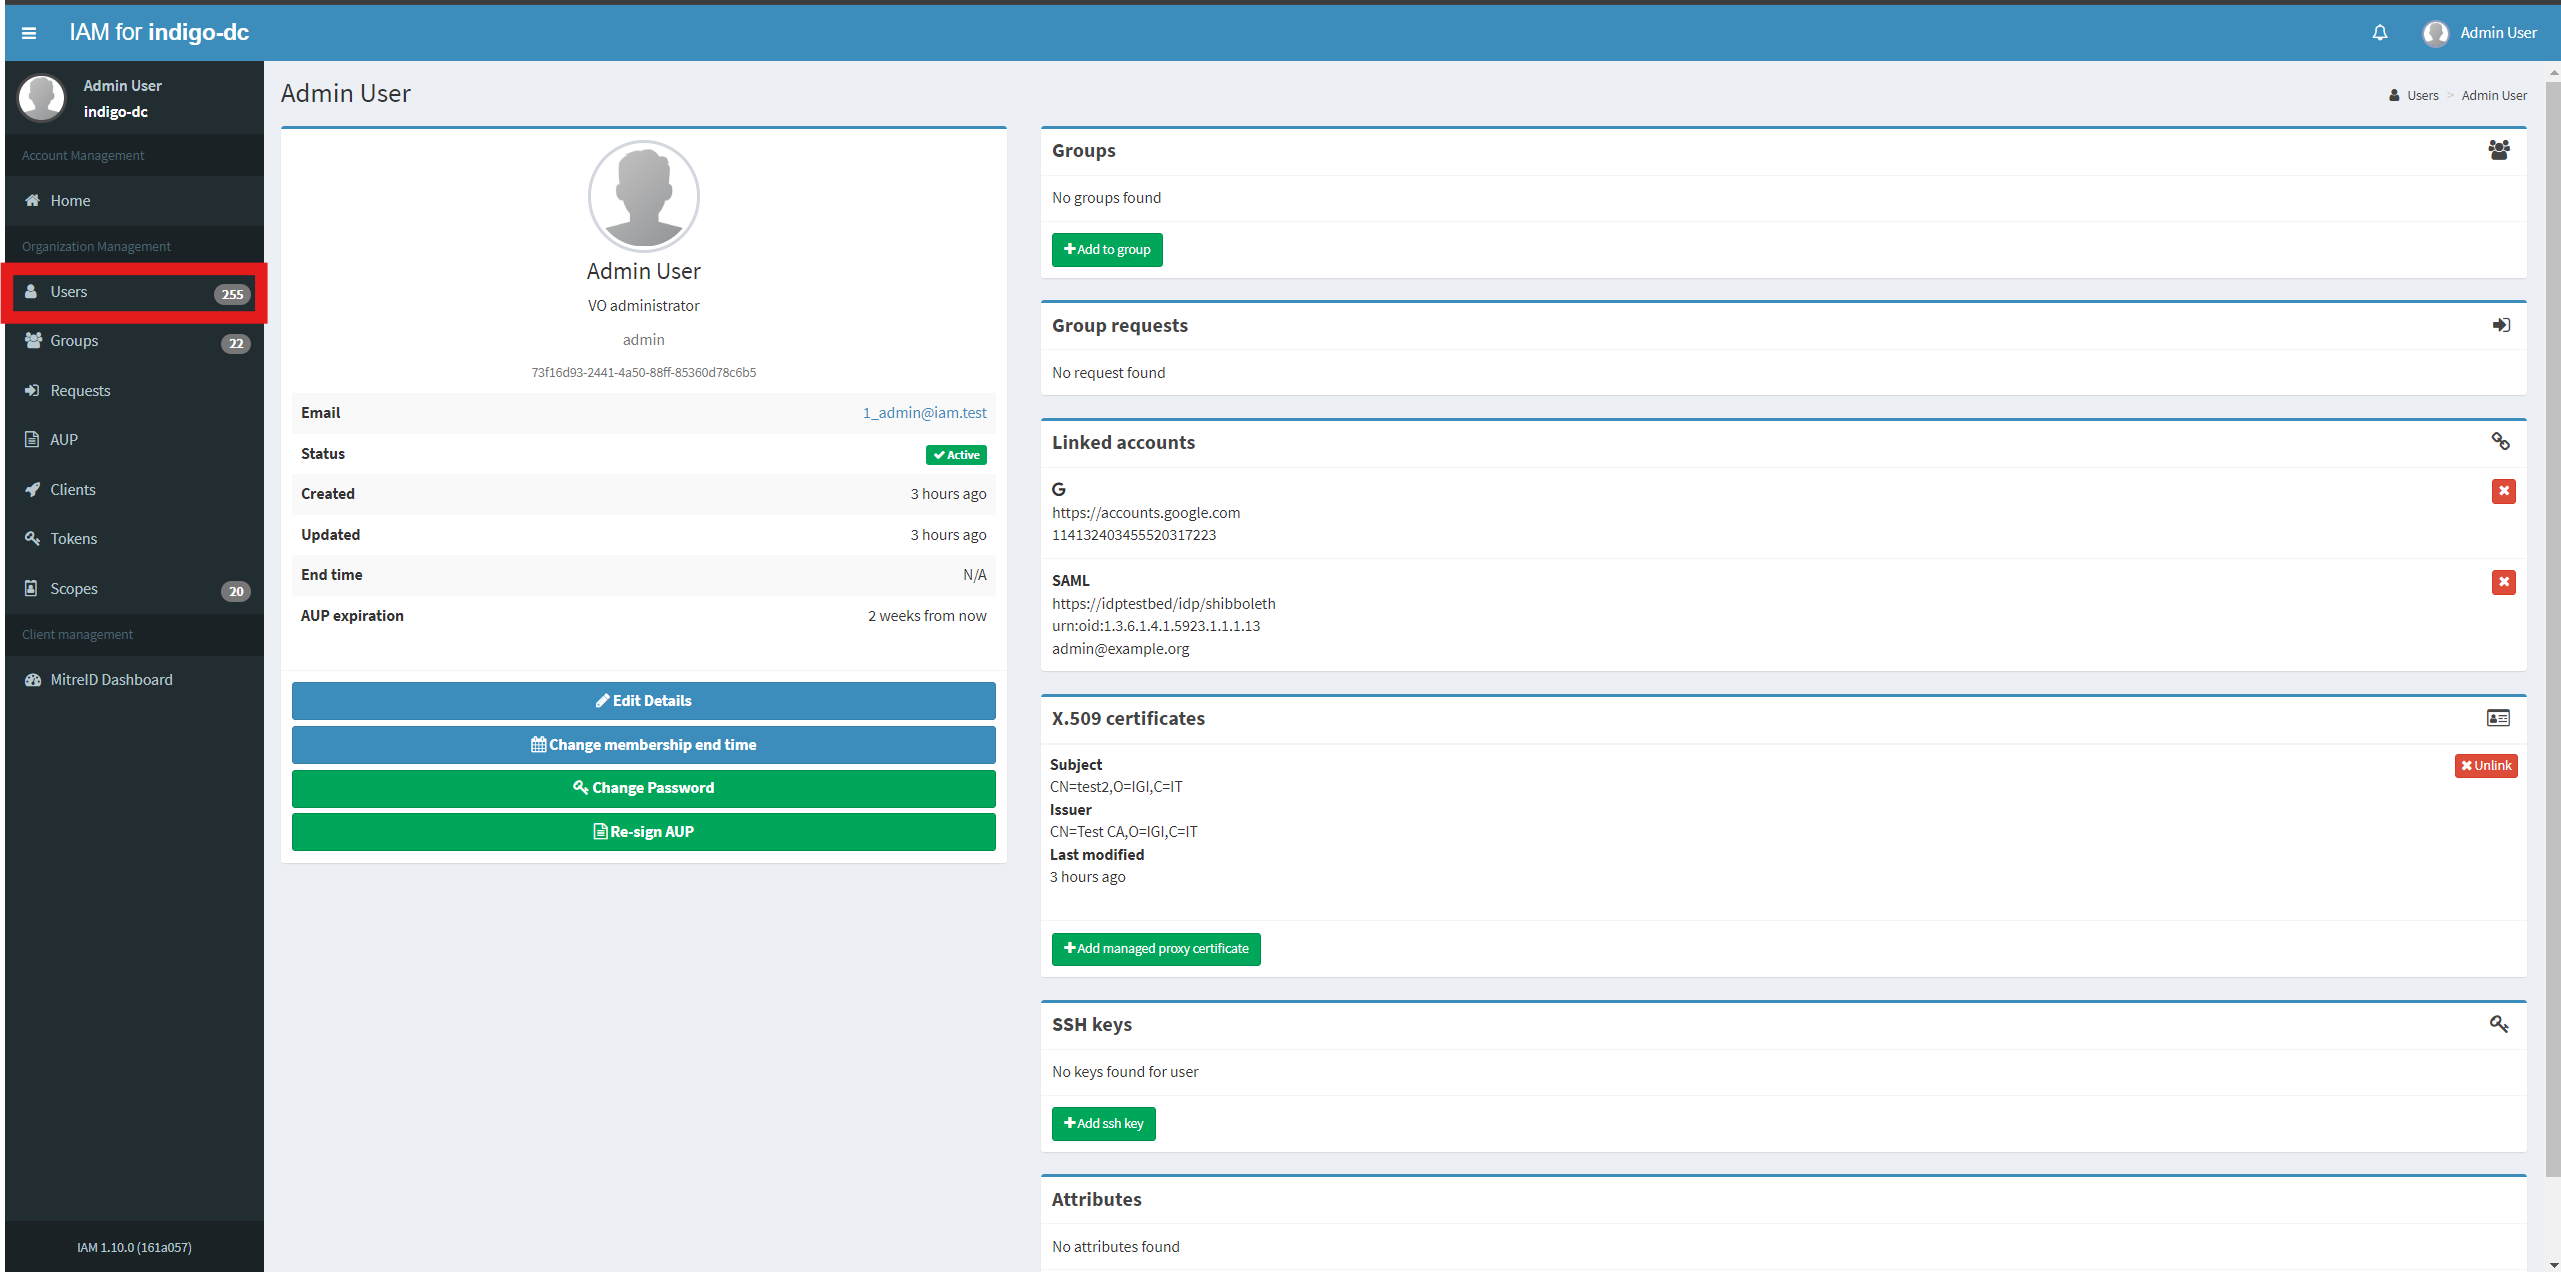 IAM for indigo-dc
Admin User
Admin User
indigo-dc
Account Management
Home
Organization Management
Users 255
Groups 22
Requests
AUP
Clients
Tokens
Scopes 20
Client management
MitreID Dashboard
IAM 1.10.0 (161a057)
Admin User
Users > Admin User
Admin User
VO administrator
admin
73f16d93-2441-4a50-88ff-85360d78c6b5
Email 1_admin@iam.test
Status Active
Created 3 hours ago
Updated 3 hours ago
End time N/A
AUP expiration 2 weeks from now
Edit Details
Change membership end time
Change Password
Re-sign AUP
Groups
No groups found
+Add to group
Group requests
No request found
Linked accounts
G
https://accounts.google.com
114132403455520317223
SAML
https://idptestbed/idp/shibboleth
urn:oid:1.3.6.1.4.1.5923.1.1.1.13
admin@example.org
X.509 certificates
Subject
Unlink
CN=test2,O=IGI,C=IT
Issuer
CN=Test CA,O=IGI,C=IT
Last modified
3 hours ago
+Add managed proxy certificate
SSH keys
No keys found for user
+Add ssh key
Attributes
No attributes found